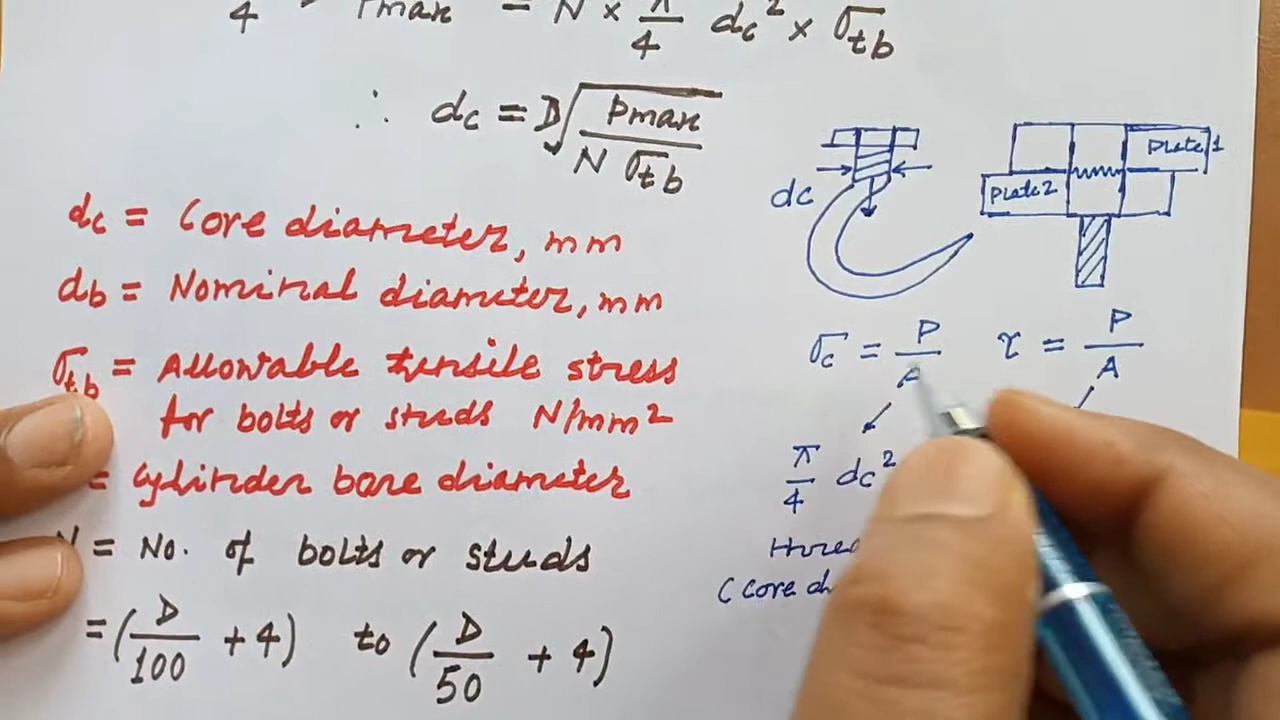 4 Pmax = N × π/4 dc² × σtb
∴ dc = D√(Pmax / N σtb)
dc = Core diameter, mm
db = Nominal diameter, mm
σtb = Allowable tensile stress
for bolts or studs N/mm²
= Cylinder bore diameter
N = No. of bolts or studs
= (D/100 + 4) to (D/50 + 4)
dc
Plate 1
Plate 2
σc = P/A τ = P/A
π/4 dc²
(core